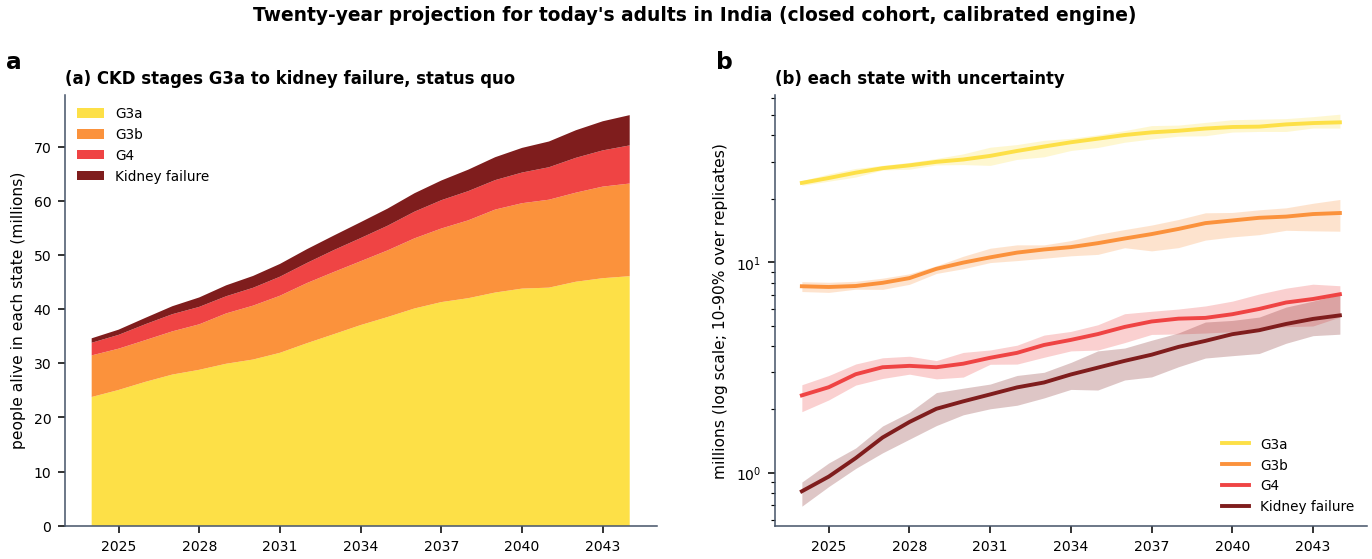 Twenty-year projection for today's adults in India (closed cohort, calibrated engine)
a
(a) CKD stages G3a to kidney failure, status quo
people alive in each state (millions)
70
60
50
40
30
20
10
0
G3a
G3b
G4
Kidney failure
2025 2028 2031 2034 2037 2040 2043
b
(b) each state with uncertainty
millions (log scale; 10-90% over replicates)
10¹
10⁰
G3a
G3b
G4
Kidney failure
2025 2028 2031 2034 2037 2040 2043